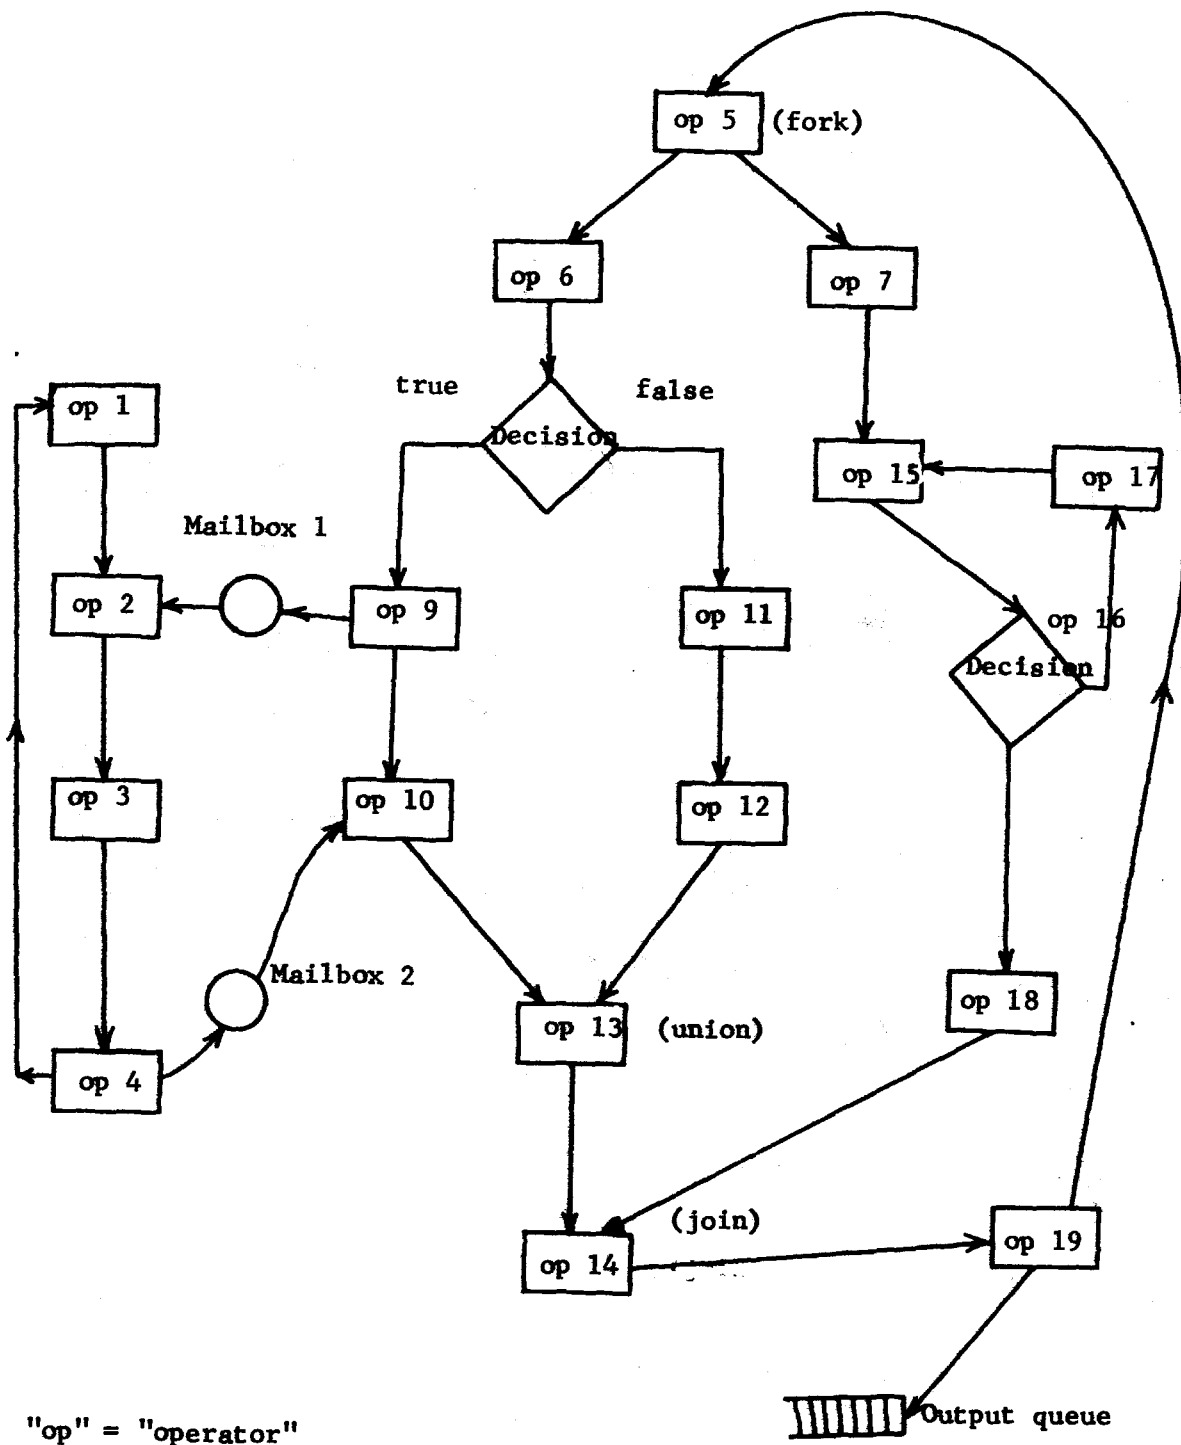 op 5 (fork)
op 6
op 7
true
false
op 1
Decision
op 15
op 17
Mailbox 1
op 2
op 9
op 11
op 16
Decision
op 3
op 10
op 12
Mailbox 2
op 18
op 13 (union)
op 4
(join)
op 14
op 19
Output queue
"op" = "operator"